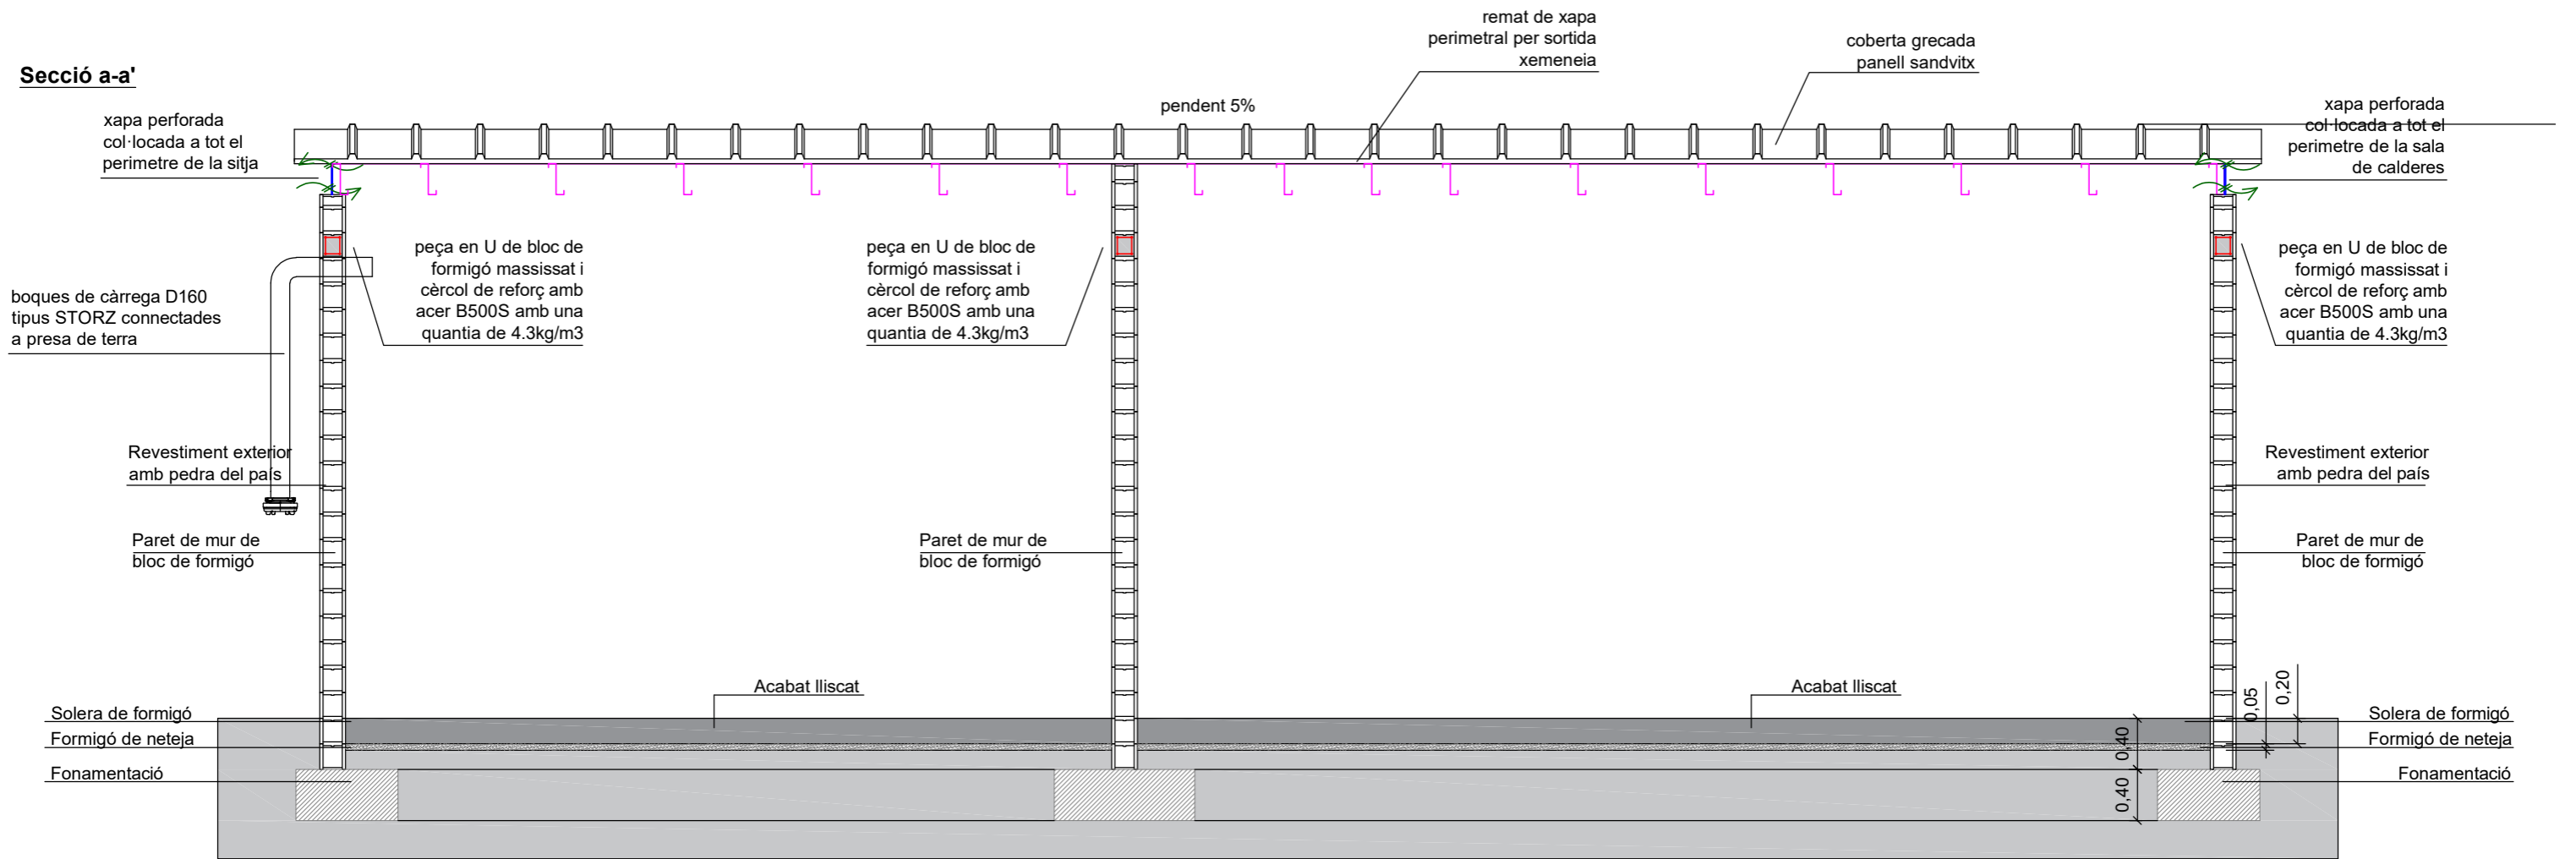 Secció a-a'
remat de xapa
perimetral per sortida
xemeneia
coberta grecada
panell sandvitx
pendent 5%
xapa perforada
col·locada a tot el
perimetre de la sitja
xapa perforada
col·locada a tot el
perimetre de la sala
de calderes
peça en U de bloc de
formigó massissat i
cèrcol de reforç amb
acer B500S amb una
quantia de 4.3kg/m3
peça en U de bloc de
formigó massissat i
cèrcol de reforç amb
acer B500S amb una
quantia de 4.3kg/m3
peça en U de bloc de
formigó massissat i
cèrcol de reforç amb
acer B500S amb una
quantia de 4.3kg/m3
boques de càrrega D160
tipus STORZ connectades
a presa de terra
Revestiment exterior
amb pedra del país
Revestiment exterior
amb pedra del país
Paret de mur de
bloc de formigó
Paret de mur de
bloc de formigó
Paret de mur de
bloc de formigó
Acabat lliscat
Acabat lliscat
Solera de formigó
Formigó de neteja
Fonamentació
0,40
0,40
0,05
0,20
Solera de formigó
Formigó de neteja
Fonamentació